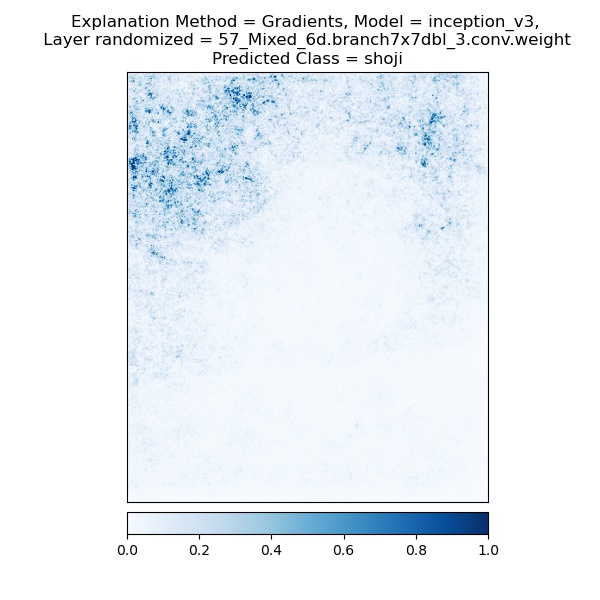 Explanation Method = Gradients, Model = inception_v3,
Layer randomized = 57_Mixed_6d.branch7x7dbl_3.conv.weight
Predicted Class = shoji
0.0 0.2 0.4 0.6 0.8 1.0